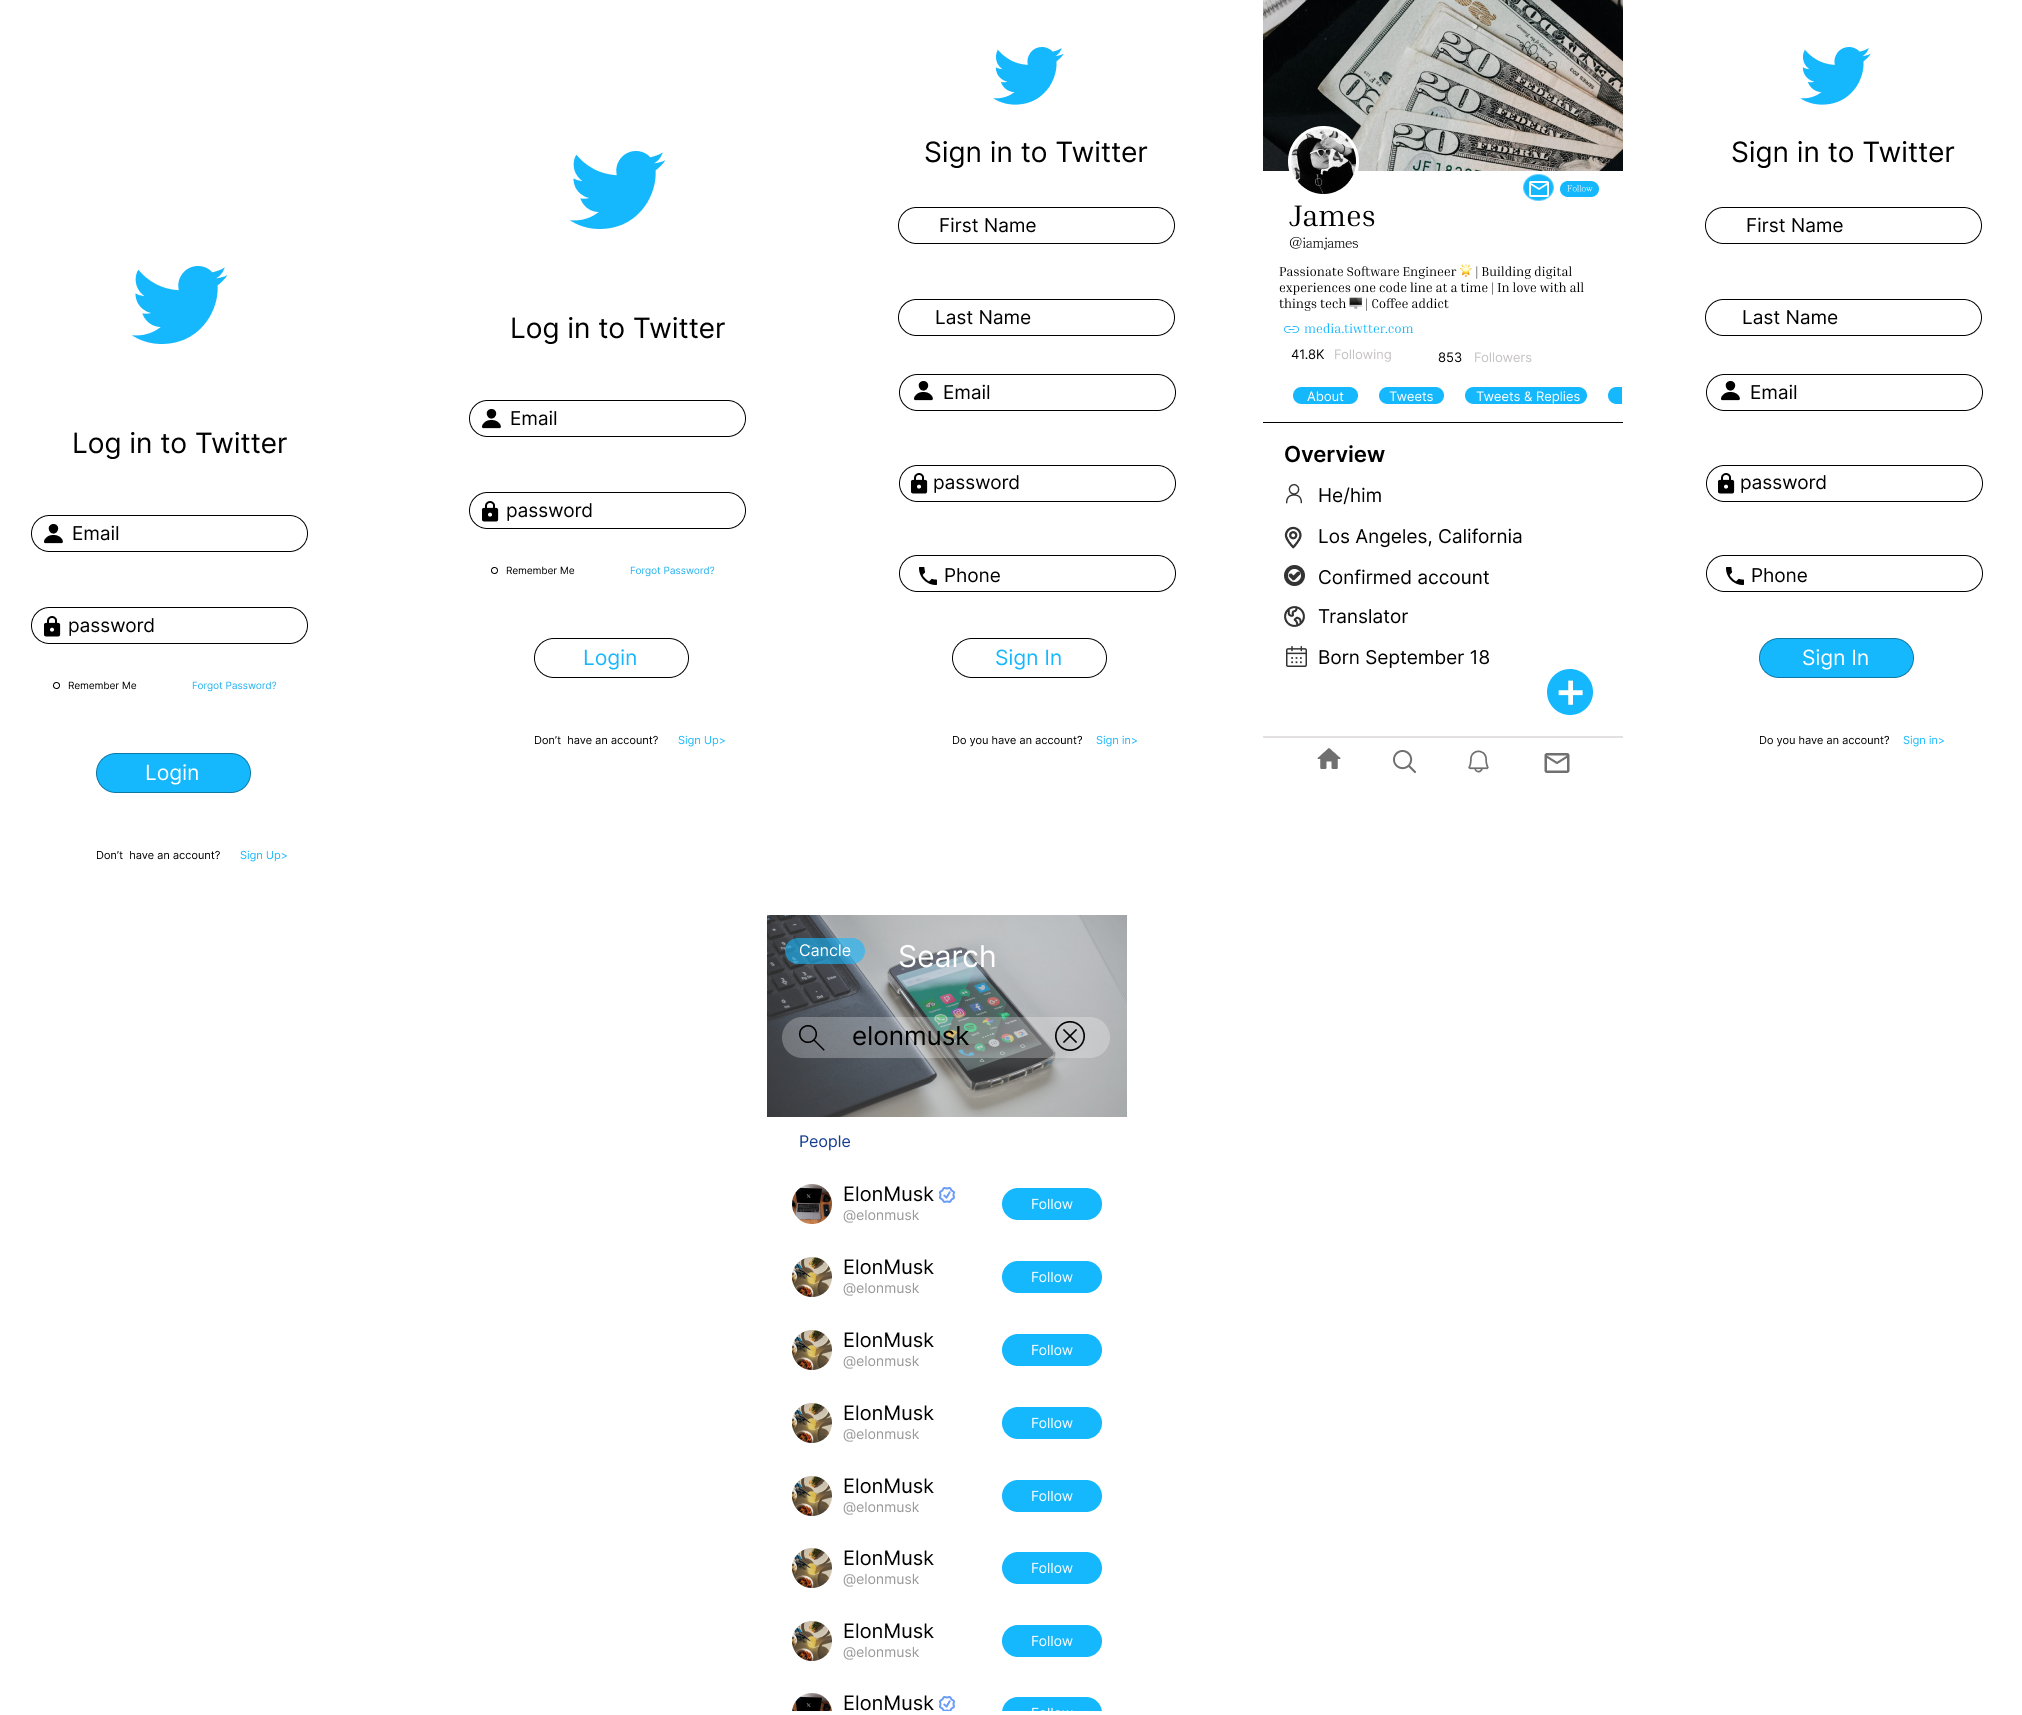 Log in to Twitter
Email
password
Remember Me Forgot Password?
Login
Don't have an account? Sign Up>
Log in to Twitter
Email
password
Remember Me Forgot Password?
Login
Don't have an account? Sign Up>
Sign in to Twitter
First Name
Last Name
Email
password
Phone
Sign In
Do you have an account? Sign in>
Follow
James
@iamjames
Passionate Software Engineer 🌟 | Building digital
experiences one code line at a time | In love with all
things tech 🖥️ | Coffee addict
media.tiwtter.com
41.8K Following 853 Followers
About Tweets Tweets & Replies
Overview
He/him
Los Angeles, California
Confirmed account
Translator
Born September 18
Sign in to Twitter
First Name
Last Name
Email
password
Phone
Sign In
Do you have an account? Sign in>
Cancle Search
elonmusk
People
ElonMusk
@elonmusk
Follow
ElonMusk
@elonmusk
Follow
ElonMusk
@elonmusk
Follow
ElonMusk
@elonmusk
Follow
ElonMusk
@elonmusk
Follow
ElonMusk
@elonmusk
Follow
ElonMusk
@elonmusk
Follow
ElonMusk